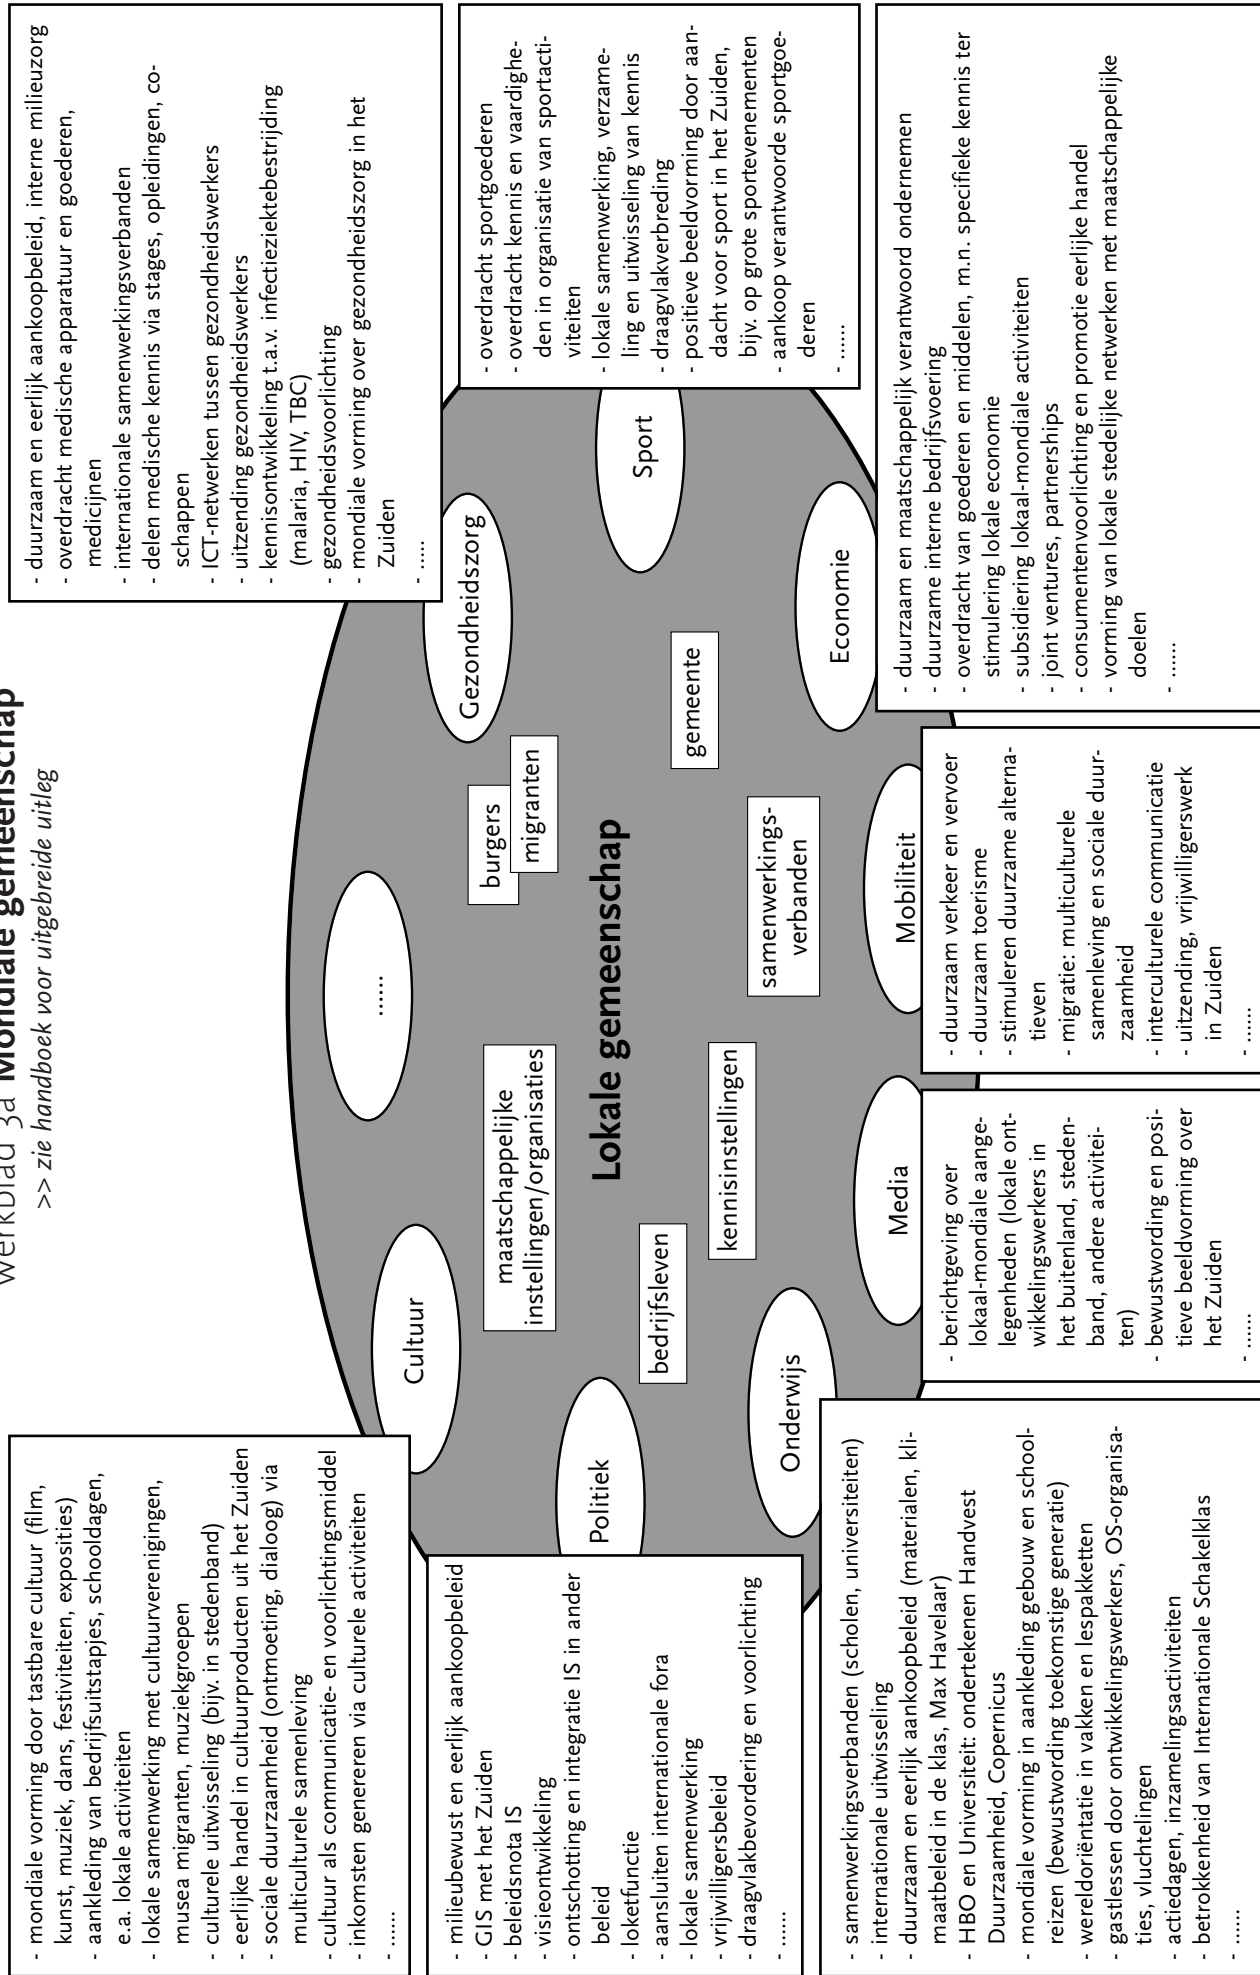 werkblad 3a Mondiale gemeenschap
>> zie handboek voor uitgebreide uitleg
- mondiale vorming door tastbare cultuur (film,
kunst, muziek, dans, festiviteiten, exposities)
- aankleding van bedrijfsuitstapjes, schooldagen,
e.a. lokale activiteiten
- lokale samenwerking met cultuurverenigingen,
musea migranten, muziekgroepen
- culturele uitwisseling (bijv. in stedenband)
- eerlijke handel in cultuurproducten uit het Zuiden
- sociale duurzaamheid (ontmoeting, dialoog) via
multiculturele samenleving
- cultuur als communicatie- en voorlichtingsmiddel
- inkomsten genereren via culturele activiteiten
- ......
- duurzaam en eerlijk aankoopbeleid, interne milieuzorg
- overdracht medische apparatuur en goederen,
medicijnen
- internationale samenwerkingsverbanden
- delen medische kennis via stages, opleidingen, co-
schappen
- ICT-netwerken tussen gezondheidswerkers
- uitzending gezondheidswerkers
- kennisontwikkeling t.a.v. infectieziektebestrijding
(malaria, HIV, TBC)
- gezondheidsvoorlichting
- mondiale vorming over gezondheidszorg in het
Zuiden
- .....
Cultuur
......
Gezondheidszorg
maatschappelijke
instellingen/organisaties
burgers
migranten
- milieubewust en eerlijk aankoopbeleid
- GIS met het Zuiden
- beleidsnota IS
- visieontwikkeling
- ontschotting en integratie IS in ander
beleid
- loketfunctie
- aansluiten internationale fora
- lokale samenwerking
- vrijwilligersbeleid
- draagvlakbevordering en voorlichting
- ......
Politiek
Lokale gemeenschap
Sport
- overdracht sportgoederen
- overdracht kennis en vaardighe-
den in organisatie van sportacti-
viteiten
- lokale samenwerking, verzame-
ling en uitwisseling van kennis
- draagvlakverbreding
- positieve beeldvorming door aan-
dacht voor sport in het Zuiden,
bijv. op grote sportevenementen
- aankoop verantwoorde sportgoe-
deren
- ......
bedrijfsleven
kennisinstellingen
samenwerkings-
verbanden
gemeente
Onderwijs
Media
Mobiliteit
Economie
- samenwerkingsverbanden (scholen, universiteiten)
- internationale uitwisseling
- duurzaam en eerlijk aankoopbeleid (materialen, kli-
maatbeleid in de klas, Max Havelaar)
- HBO en Universiteit: ondertekenen Handvest
Duurzaamheid, Copernicus
- mondiale vorming in aankleding gebouw en school-
reizen (bewustwording toekomstige generatie)
- wereldoriëntatie in vakken en lespakketten
- gastlessen door ontwikkelingswerkers, OS-organisa-
ties, vluchtelingen
- actiedagen, inzamelingsactiviteiten
- betrokkenheid van Internationale Schakelklas
- ......
- berichtgeving over
lokaal-mondiale aange-
legenheden (lokale ont-
wikkelingswerkers in
het buitenland, steden-
band, andere activitei-
ten)
- bewustwording en posi-
tieve beeldvorming over
het Zuiden
- ......
- duurzaam verkeer en vervoer
- duurzaam toerisme
- stimuleren duurzame alterna-
tieven
- migratie: multiculturele
samenleving en sociale duur-
zaamheid
- interculturele communicatie
- uitzending, vrijwilligerswerk
in Zuiden
- ......
- duurzaam en maatschappelijk verantwoord ondernemen
- duurzame interne bedrijfsvoering
- overdracht van goederen en middelen, m.n. specifieke kennis ter
stimulering lokale economie
- subsidiering lokaal-mondiale activiteiten
- joint ventures, partnerships
- consumentenvoorlichting en promotie eerlijke handel
- vorming van lokale stedelijke netwerken met maatschappelijke
doelen
- ......